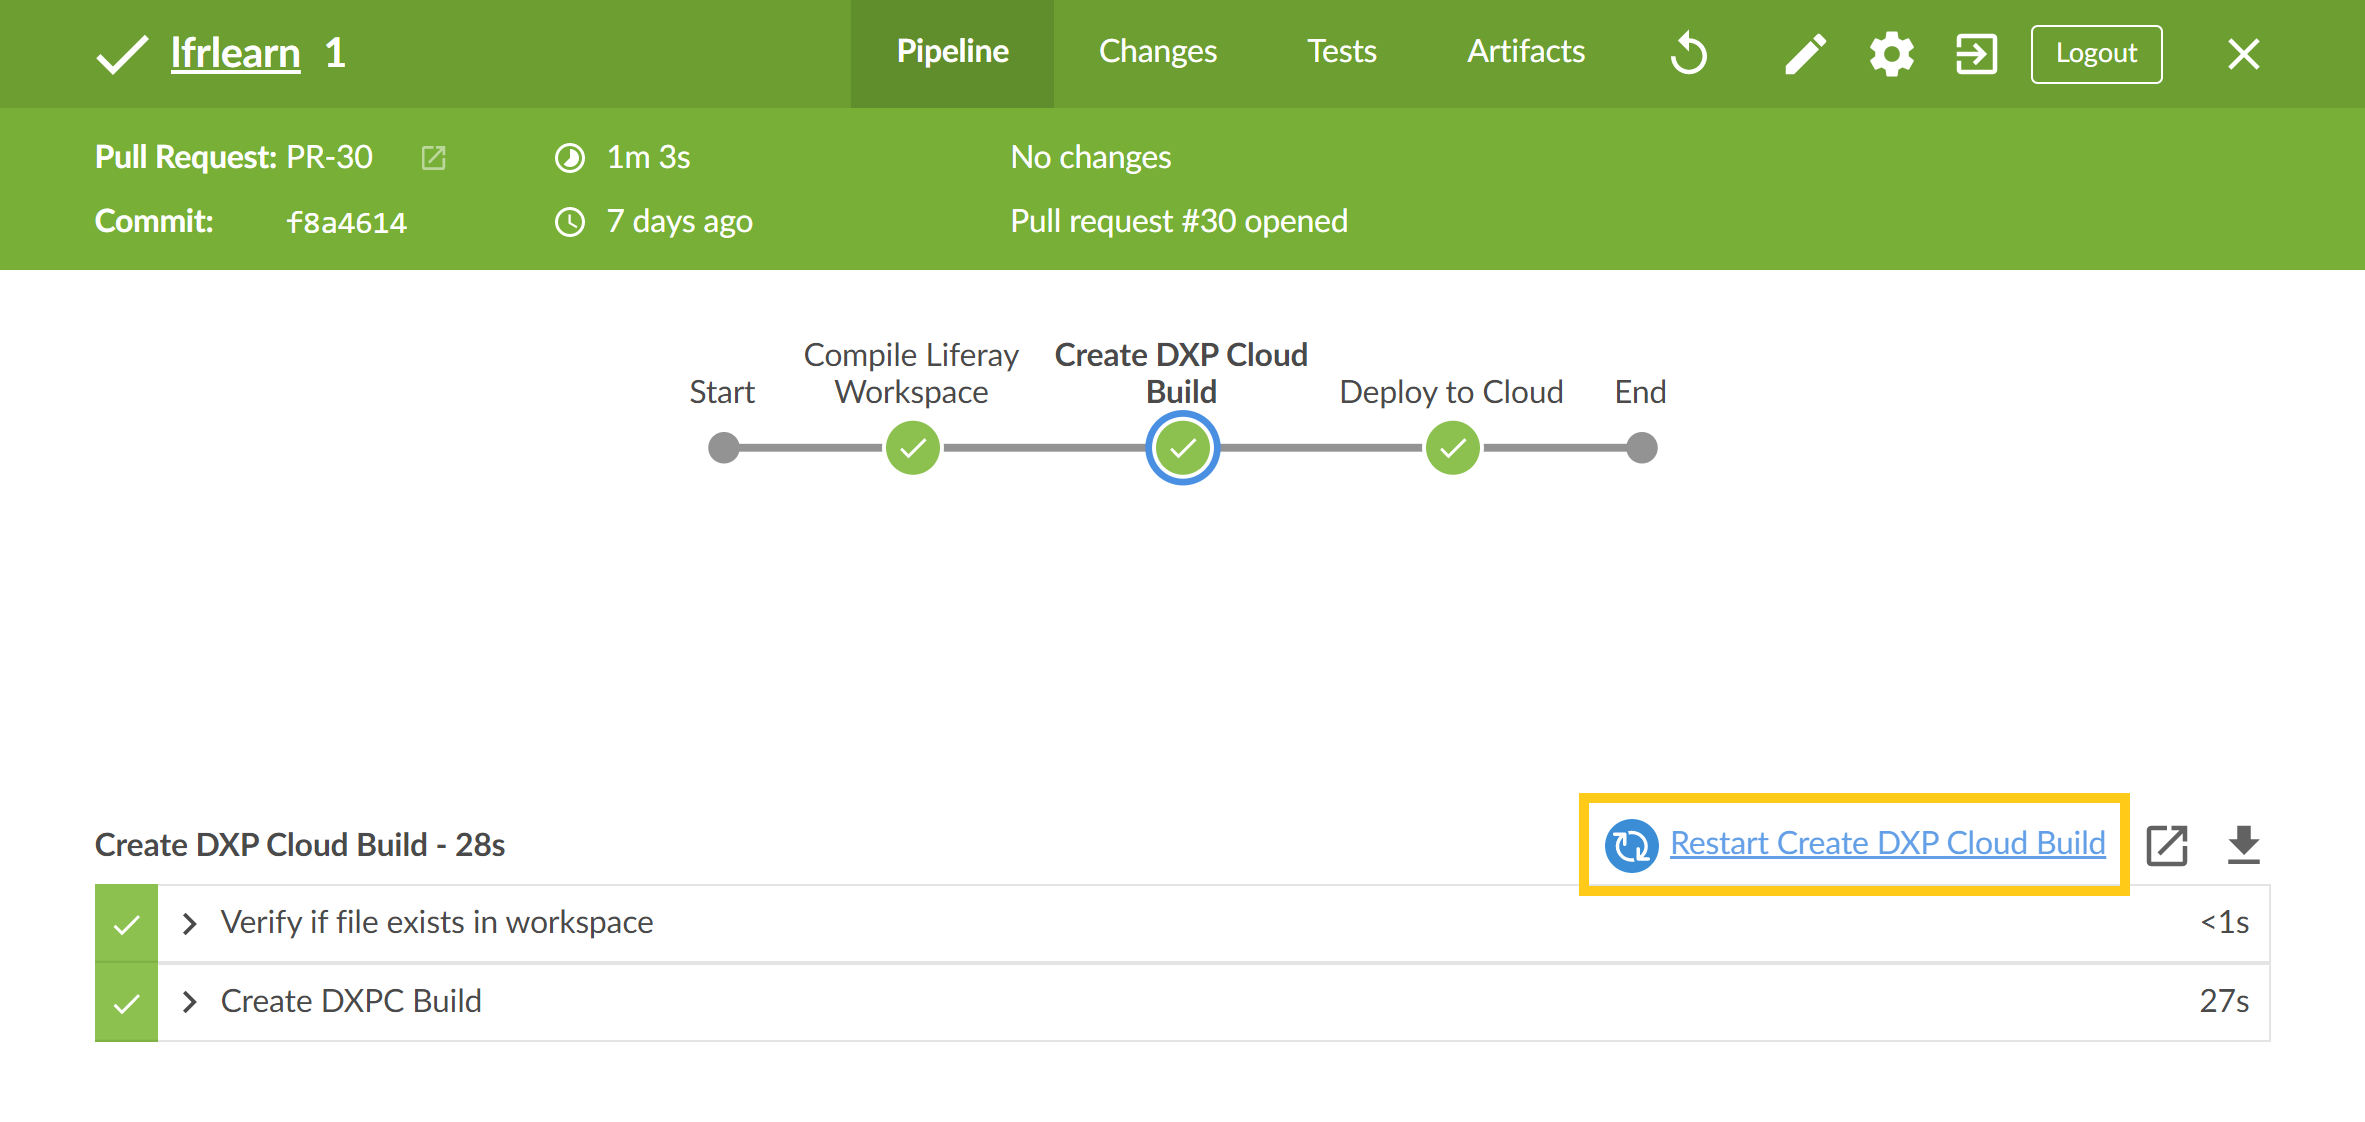 lfrlearn 1
Pipeline
Changes
Tests
Artifacts
Logout
Pull Request: PR-30
1m 3s
No changes
Commit: f8a4614
7 days ago
Pull request #30 opened
Start
Compile Liferay
Workspace
Create DXP Cloud
Build
Deploy to Cloud
End
Create DXP Cloud Build - 28s
Restart Create DXP Cloud Build
Verify if file exists in workspace
<1s
Create DXPC Build
27s